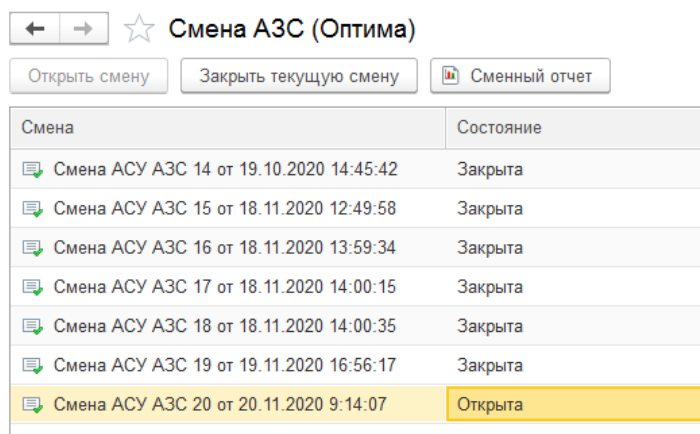 Смена АЗС (Оптима)
Открыть смену Закрыть текущую смену Сменный отчет
Смена Состояние
Смена АСУ АЗС 14 от 19.10.2020 14:45:42 Закрыта
Смена АСУ АЗС 15 от 18.11.2020 12:49:58 Закрыта
Смена АСУ АЗС 16 от 18.11.2020 13:59:34 Закрыта
Смена АСУ АЗС 17 от 18.11.2020 14:00:15 Закрыта
Смена АСУ АЗС 18 от 18.11.2020 14:00:35 Закрыта
Смена АСУ АЗС 19 от 19.11.2020 16:56:17 Закрыта
Смена АСУ АЗС 20 от 20.11.2020 9:14:07 Открыта